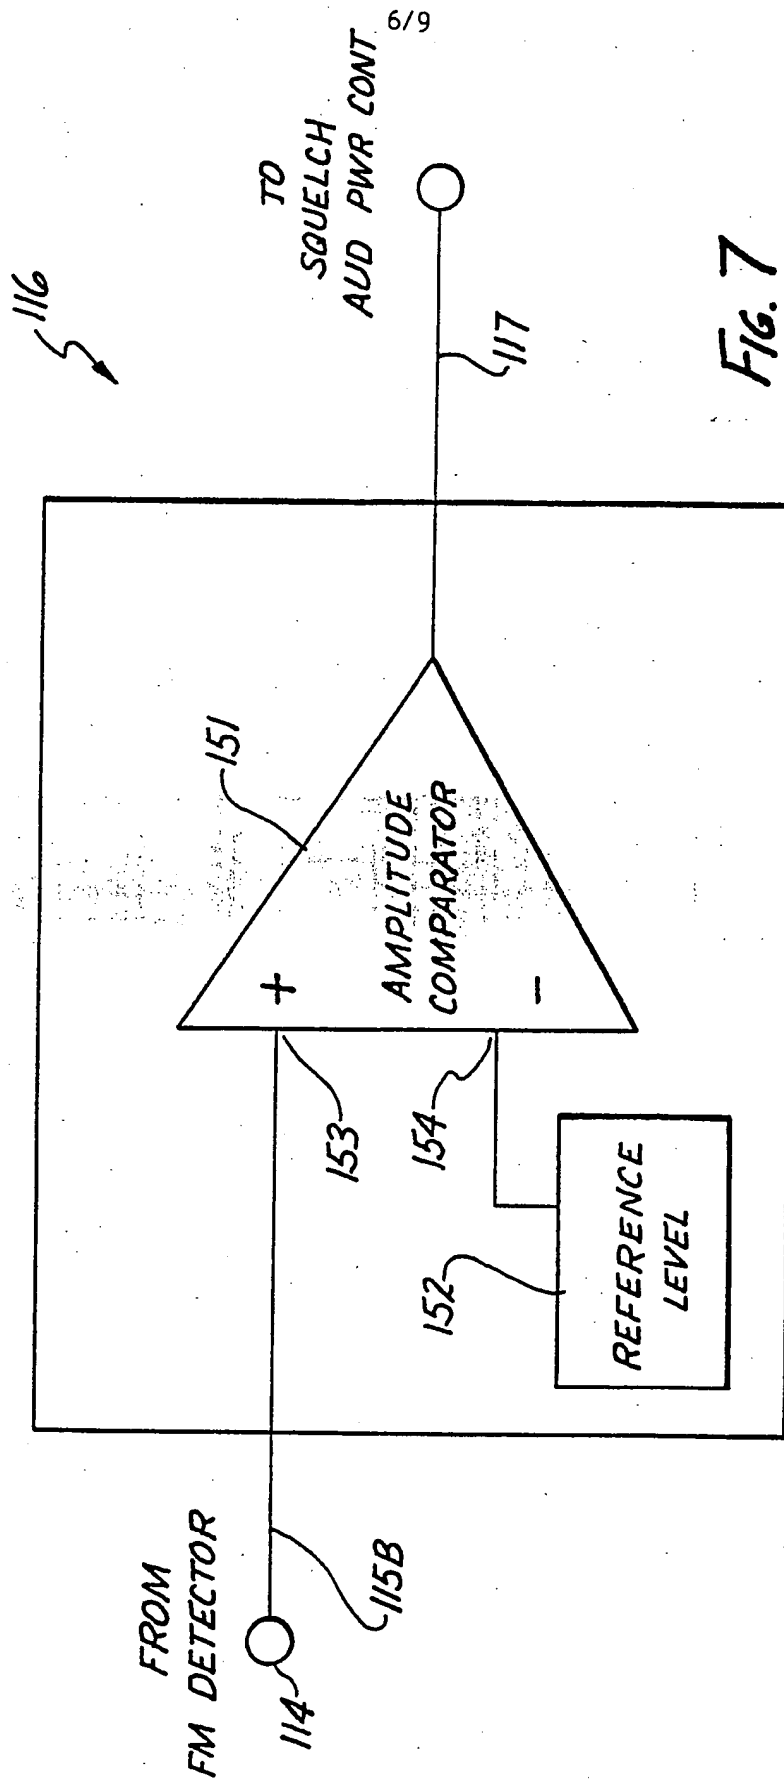 6/9
116
TO
SQUELCH
AUD PWR CONT
117
151
+
AMPLITUDE
COMPARATOR
-
153
154
152
REFERENCE
LEVEL
FROM
FM DETECTOR
114
115B
FIG. 7